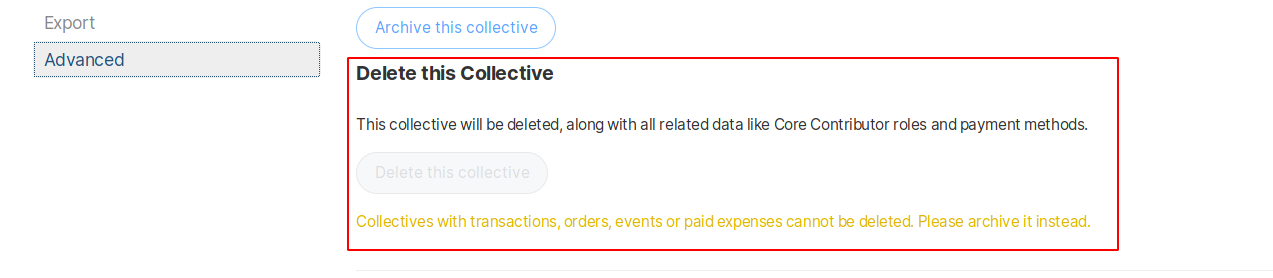 Export
Advanced
Archive this collective
Delete this Collective
This collective will be deleted, along with all related data like Core Contributor roles and payment methods.
Delete this collective
Collectives with transactions, orders, events or paid expenses cannot be deleted. Please archive it instead.